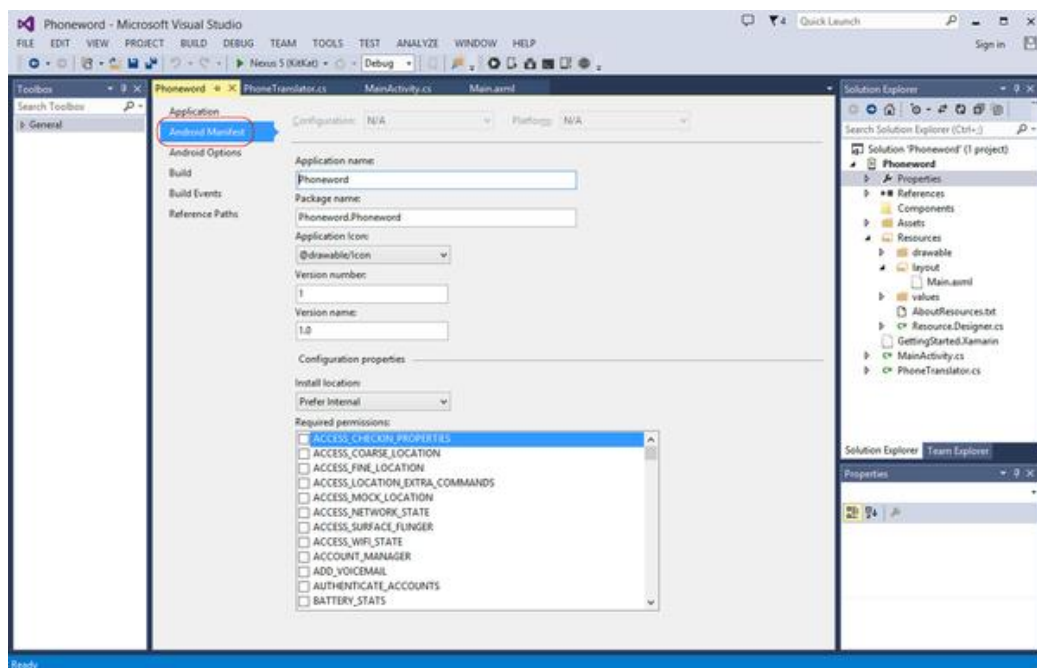 Phoneword - Microsoft Visual Studio
4
Quick Launch
FILE EDIT VIEW PROJECT BUILD DEBUG TEAM TOOLS TEST ANALYZE WINDOW HELP
Sign in
Nexus 5 (KitKat)
Debug
Toolbox
Search Toolbox
General
Phoneword
PhoneTranslator.cs
MainActivity.cs
Main.axml
Application
Android Manifest
Android Options
Build
Build Events
Reference Paths
Configuration: N/A
Platform: N/A
Application name:
Phoneword
Package name:
Phoneword.Phoneword
Application Icon:
@drawable/Icon
Version number:
1
Version name:
1.0
Configuration properties
Install location:
Prefer Internal
Required permissions:
ACCESS_CHECKIN_PROPERTIES
ACCESS_COARSE_LOCATION
ACCESS_FINE_LOCATION
ACCESS_LOCATION_EXTRA_COMMANDS
ACCESS_MOCK_LOCATION
ACCESS_NETWORK_STATE
ACCESS_SURFACE_FLINGER
ACCESS_WIFI_STATE
ACCOUNT_MANAGER
ADD_VOICEMAIL
AUTHENTICATE_ACCOUNTS
BATTERY_STATS
Solution Explorer
Search Solution Explorer (Ctrl+;)
Solution 'Phoneword' (1 project)
Phoneword
Properties
References
Components
Assets
Resources
drawable
layout
Main.axml
values
AboutResources.txt
Resource.Designer.cs
GettingStarted.Xamarin
MainActivity.cs
PhoneTranslator.cs
Solution Explorer
Team Explorer
Properties
Ready